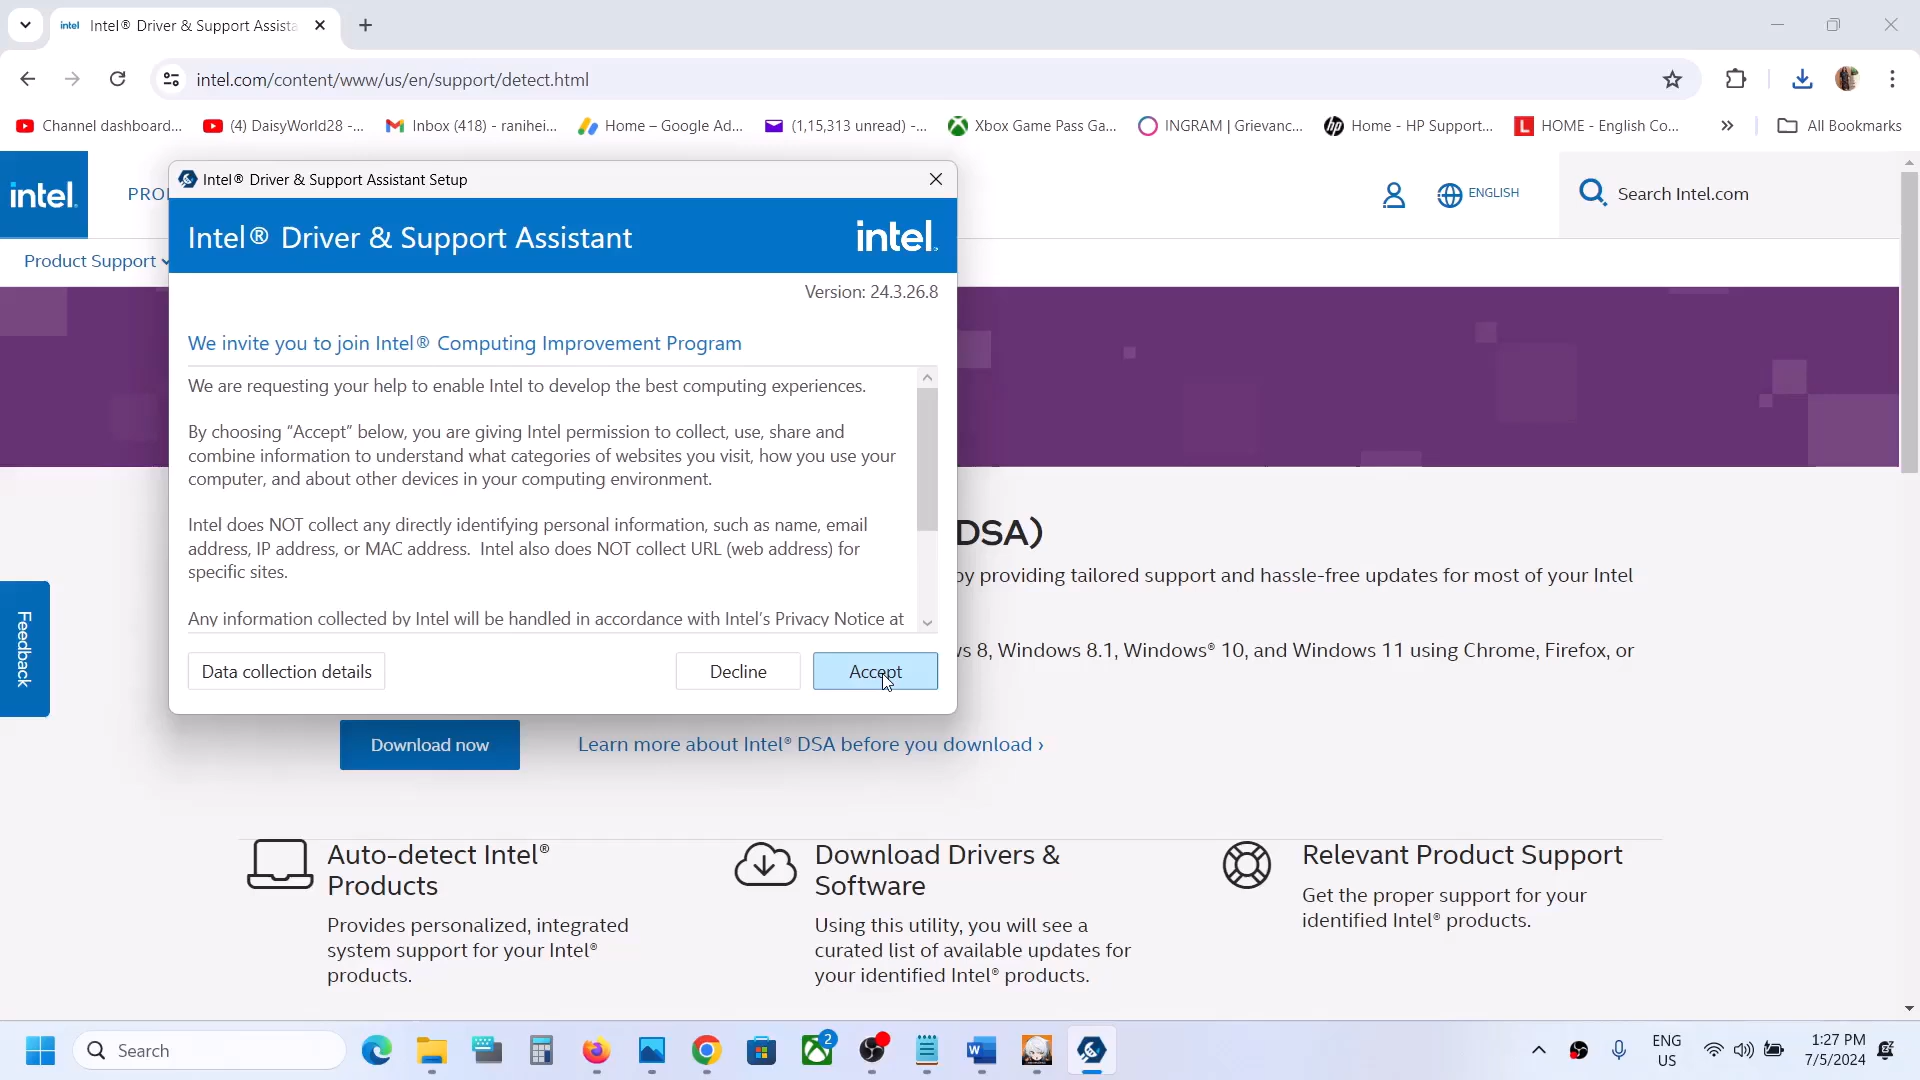 intel Intel® Driver & Support Assista
intel.com/content/www/us/en/support/detect.html
Channel dashboard... (4) DaisyWorld28 -... Inbox (418) - ranihei... Home – Google Ad... (1,15,313 unread) -... Xbox Game Pass Ga... INGRAM | Grievanc... Home - HP Support... L HOME - English Co... » All Bookmarks
intel. PRO ENGLISH Search Intel.com
Product Support
Intel® Driver & Support Assistant Setup
Intel® Driver & Support Assistant intel.
Version: 24.3.26.8
We invite you to join Intel® Computing Improvement Program
We are requesting your help to enable Intel to develop the best computing experiences.
By choosing “Accept” below, you are giving Intel permission to collect, use, share and
combine information to understand what categories of websites you visit, how you use your
computer, and about other devices in your computing environment.
Intel does NOT collect any directly identifying personal information, such as name, email
address, IP address, or MAC address. Intel also does NOT collect URL (web address) for
specific sites.
Any information collected by Intel will be handled in accordance with Intel’s Privacy Notice at
Data collection details Decline Accept
DSA)
by providing tailored support and hassle-free updates for most of your Intel
s 8, Windows 8.1, Windows® 10, and Windows 11 using Chrome, Firefox, or
Feedback
Download now Learn more about Intel® DSA before you download ›
Auto-detect Intel®
Products
Provides personalized, integrated
system support for your Intel®
products.
Download Drivers &
Software
Using this utility, you will see a
curated list of available updates for
your identified Intel® products.
Relevant Product Support
Get the proper support for your
identified Intel® products.
Search 2 W ENG
US
1:27 PM
7/5/2024